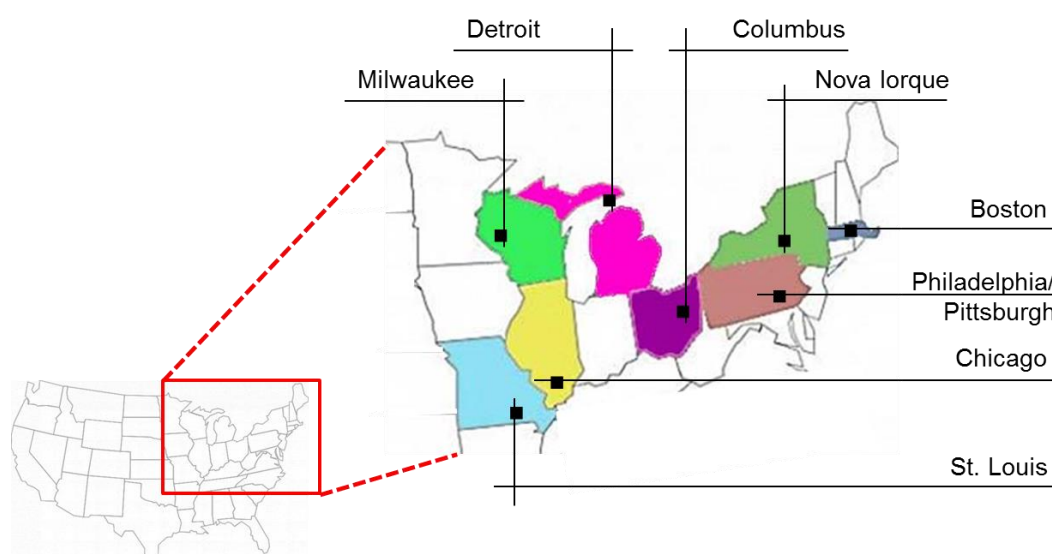 Detroit
Columbus
Milwaukee
Nova Iorque
Boston
Philadelphia/
Pittsburgh
Chicago
St. Louis